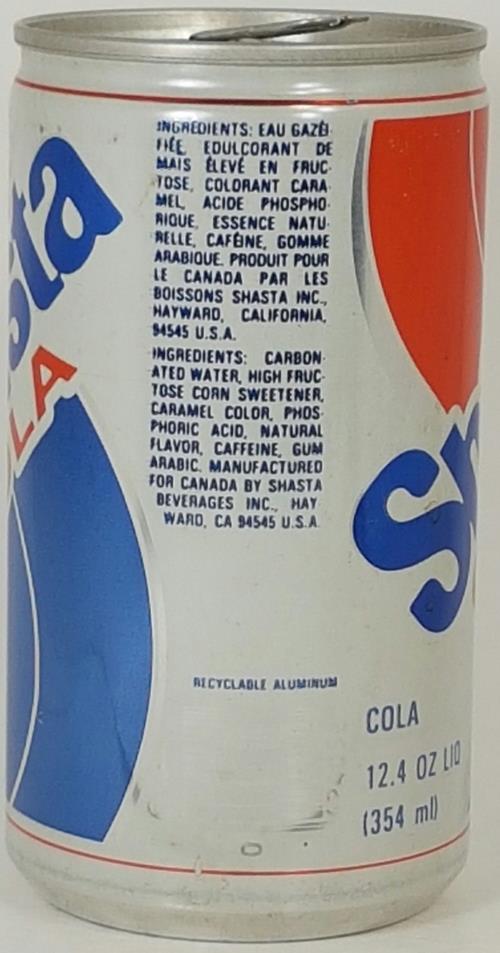 INGRÉDIENTS: EAU GAZÉI-
FIÉE, EDULCORANT DE
MAIS ÉLEVÉ EN FRUC-
TOSE, COLORANT CARA-
MEL, ACIDE PHOSPHO-
RIQUE, ESSENCE NATU-
RELLE, CAFÉINE, GOMME
ARABIQUE. PRODUIT POUR
LE CANADA PAR LES
BOISSONS SHASTA INC.,
HAYWARD, CALIFORNIA,
94545 U.S.A.
INGREDIENTS: CARBON-
ATED WATER, HIGH FRUC-
TOSE CORN SWEETENER,
CARAMEL COLOR, PHOS-
PHORIC ACID, NATURAL
FLAVOR, CAFFEINE, GUM
ARABIC. MANUFACTURED
FOR CANADA BY SHASTA
BEVERAGES INC., HAY-
WARD, CA 94545 U.S.A.
RECYCLABLE ALUMINUM
sta
LA
S
COLA
12.4 OZ LIQ
(354 ml)